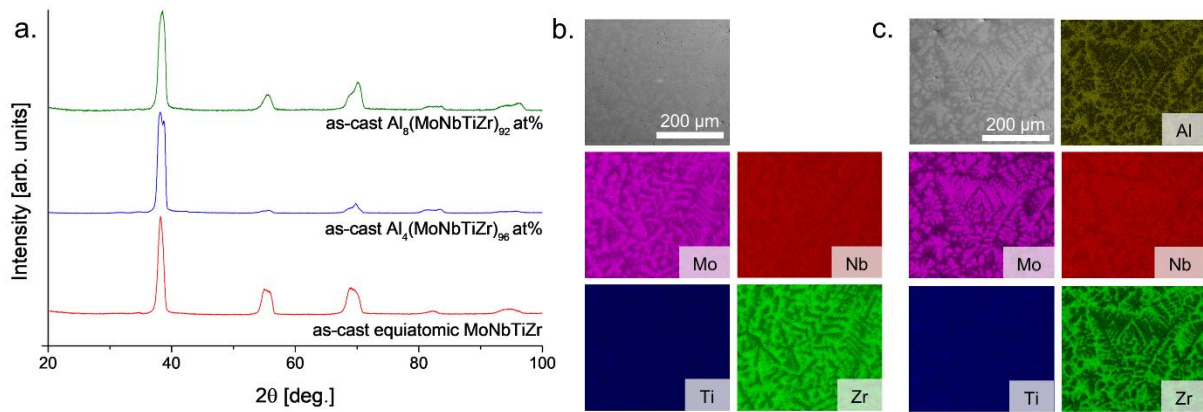 a.
Intensity [arb. units]
as-cast Al₈(MoNbTiZr)₉₂ at%
as-cast Al₄(MoNbTiZr)₉₆ at%
as-cast equiatomic MoNbTiZr
20 40 60 80 100
2θ [deg.]
b.
200 µm
Mo
Nb
Ti
Zr
c.
200 µm
Al
Mo
Nb
Ti
Zr